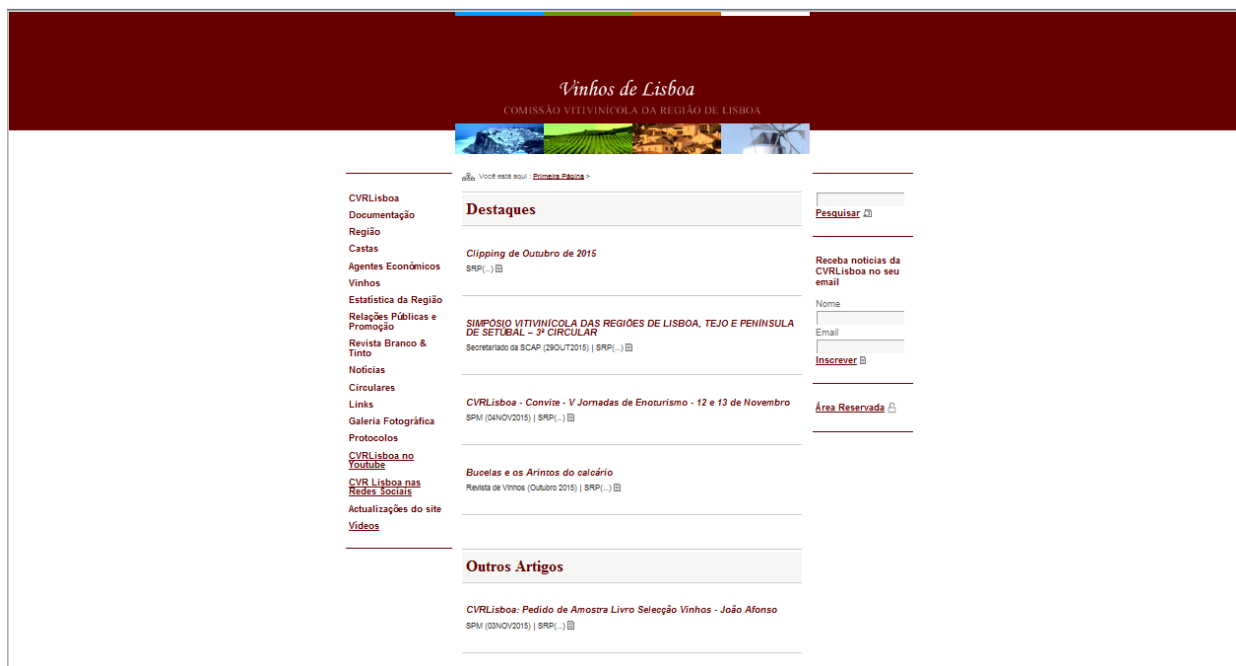 Vinhos de Lisboa
COMISSÃO VITIVINÍCOLA DA REGIÃO DE LISBOA
Você está aqui : Primeira Página >
CVRLisboa
Documentação
Região
Castas
Agentes Económicos
Vinhos
Estatística da Região
Relações Públicas e
Promoção
Revista Branco &
Tinto
Notícias
Circulares
Links
Galeria Fotográfica
Protocolos
CVRLisboa no
Youtube
CVR Lisboa nas
Redes Sociais
Actualizações do site
Vídeos
Destaques
Clipping de Outubro de 2015
SRP(...)
SIMPÓSIO VITIVINÍCOLA DAS REGIÕES DE LISBOA, TEJO E PENÍNSULA
DE SETÚBAL – 3ª CIRCULAR
Secretariado da SCAP (29OUT2015) | SRP(...)
CVRLisboa - Convite - V Jornadas de Enoturismo - 12 e 13 de Novembro
SPM (04NOV2015) | SRP(...)
Bucelas e os Arintos do calcário
Revista de Vinhos (Outubro 2015) | SRP(...)
Outros Artigos
CVRLisboa: Pedido de Amostra Livro Selecção Vinhos - João Afonso
SPM (03NOV2015) | SRP(...)
Pesquisar
Receba noticias da
CVRLisboa no seu
email
Nome
Email
Inscrever
Área Reservada